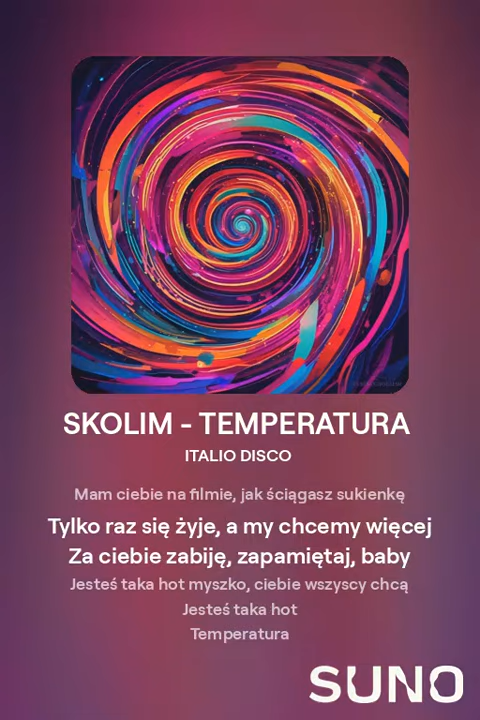 SKOLIM - TEMPERATURA
ITALIO DISCO
Mam ciebie na filmie, jak ściągasz sukienkę
Tylko raz się żyje, a my chcemy więcej
Za ciebie zabiję, zapamiętaj, baby
Jesteś taka hot myszko, ciebie wszyscy chcą
Jesteś taka hot
Temperatura
SUNO